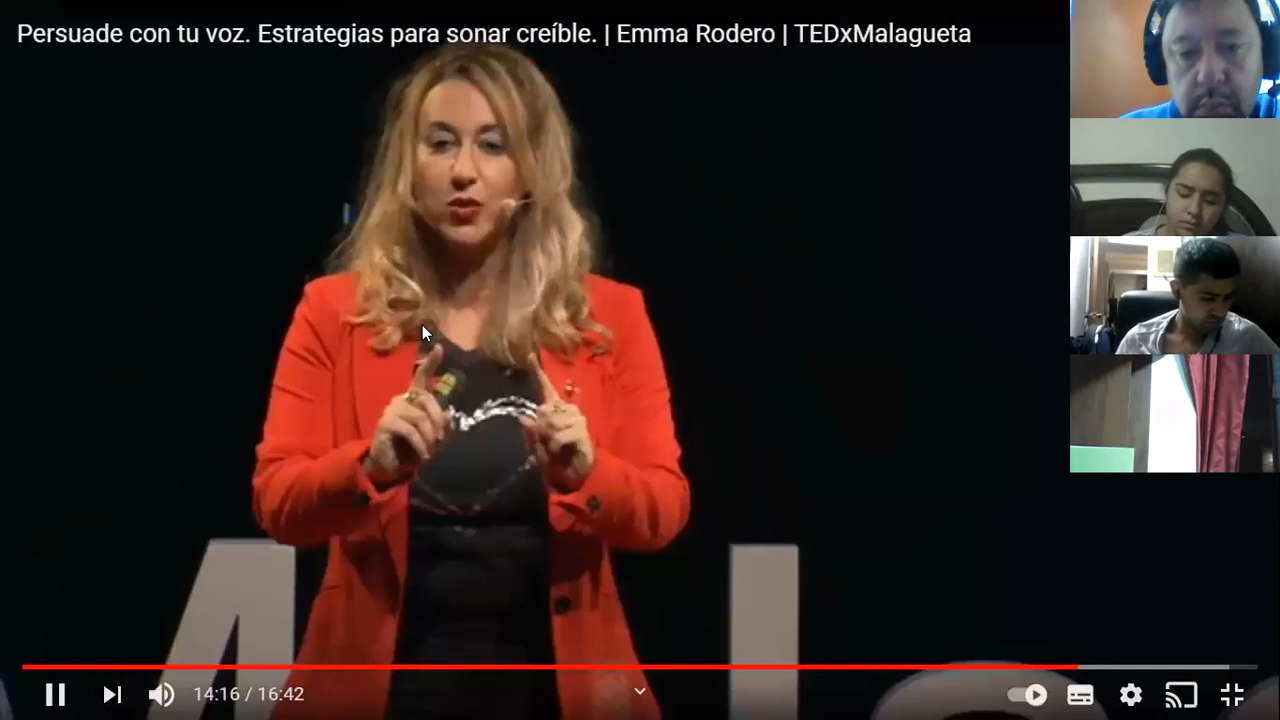 Persuade con tu voz. Estrategias para sonar creíble. | Emma Rodero | TEDxMalagueta
14:16 / 16:42